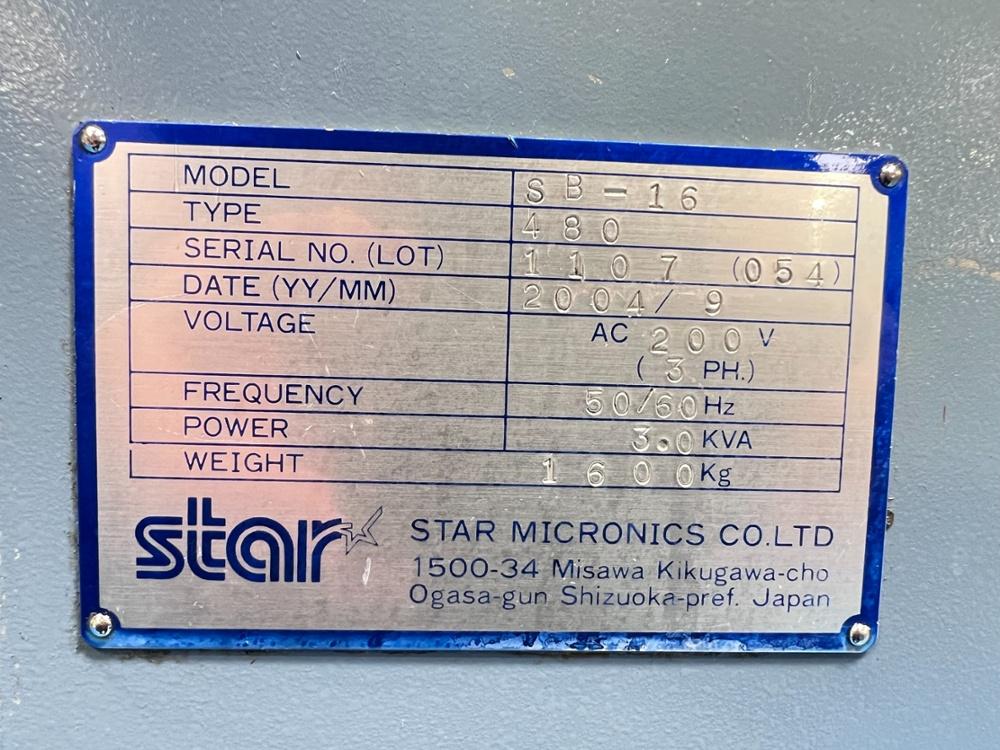 MODEL SB-16
TYPE 480
SERIAL NO. (LOT) 1107 (054)
DATE (YY/MM) 2004/ 9
VOLTAGE AC 200 V
(3 PH.)
FREQUENCY 50/60 Hz
POWER 3.0 KVA
WEIGHT 1600 Kg
star STAR MICRONICS CO.LTD
1500-34 Misawa Kikugawa-cho
Ogasa-gun Shizuoka-pref. Japan